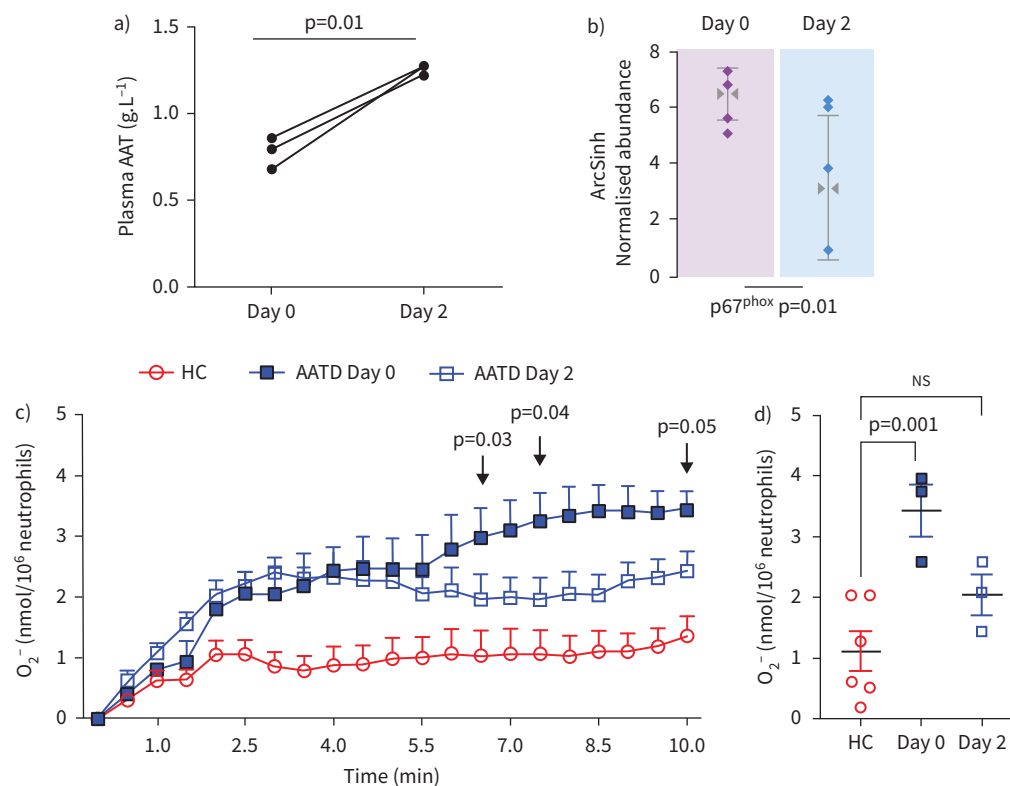 a)
p=0.01
Plasma AAT (g.L⁻¹)
1.5
1.0
0.5
0.0
Day 0
Day 2
b)
Day 0
Day 2
ArcSinh
Normalised abundance
8
6
4
2
0
p67ᵖʰᵒˣ p=0.01
HC
AATD Day 0
AATD Day 2
c)
O₂⁻ (nmol/10⁶ neutrophils)
5
4
3
2
1
0
p=0.03
p=0.04
p=0.05
1.0
2.5
4.0
5.5
7.0
8.5
10.0
Time (min)
d)
O₂⁻ (nmol/10⁶ neutrophils)
5
4
3
2
1
0
NS
p=0.001
HC
Day 0
Day 2